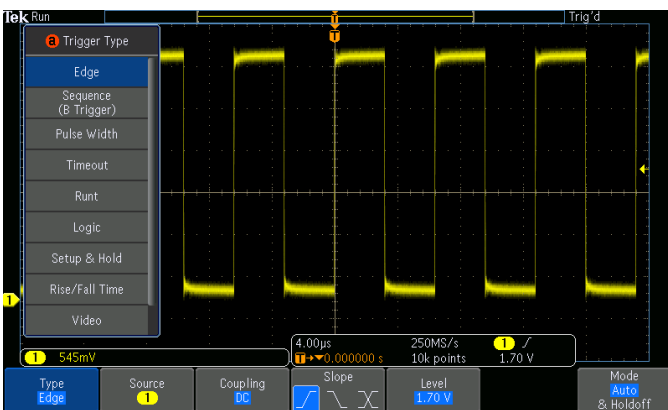 Tek Run
Trig'd
T
T
a Trigger Type
Edge
Sequence
(B Trigger)
Pulse Width
Timeout
Runt
Logic
Setup & Hold
Rise/Fall Time
Video
1
1 545mV
4.00µs 250MS/s 1
T 0.000000 s 10k points 1.70 V
Type
Edge
Source
1
Coupling
DC
Slope
Level
1.70 V
Mode
Auto
& Holdoff